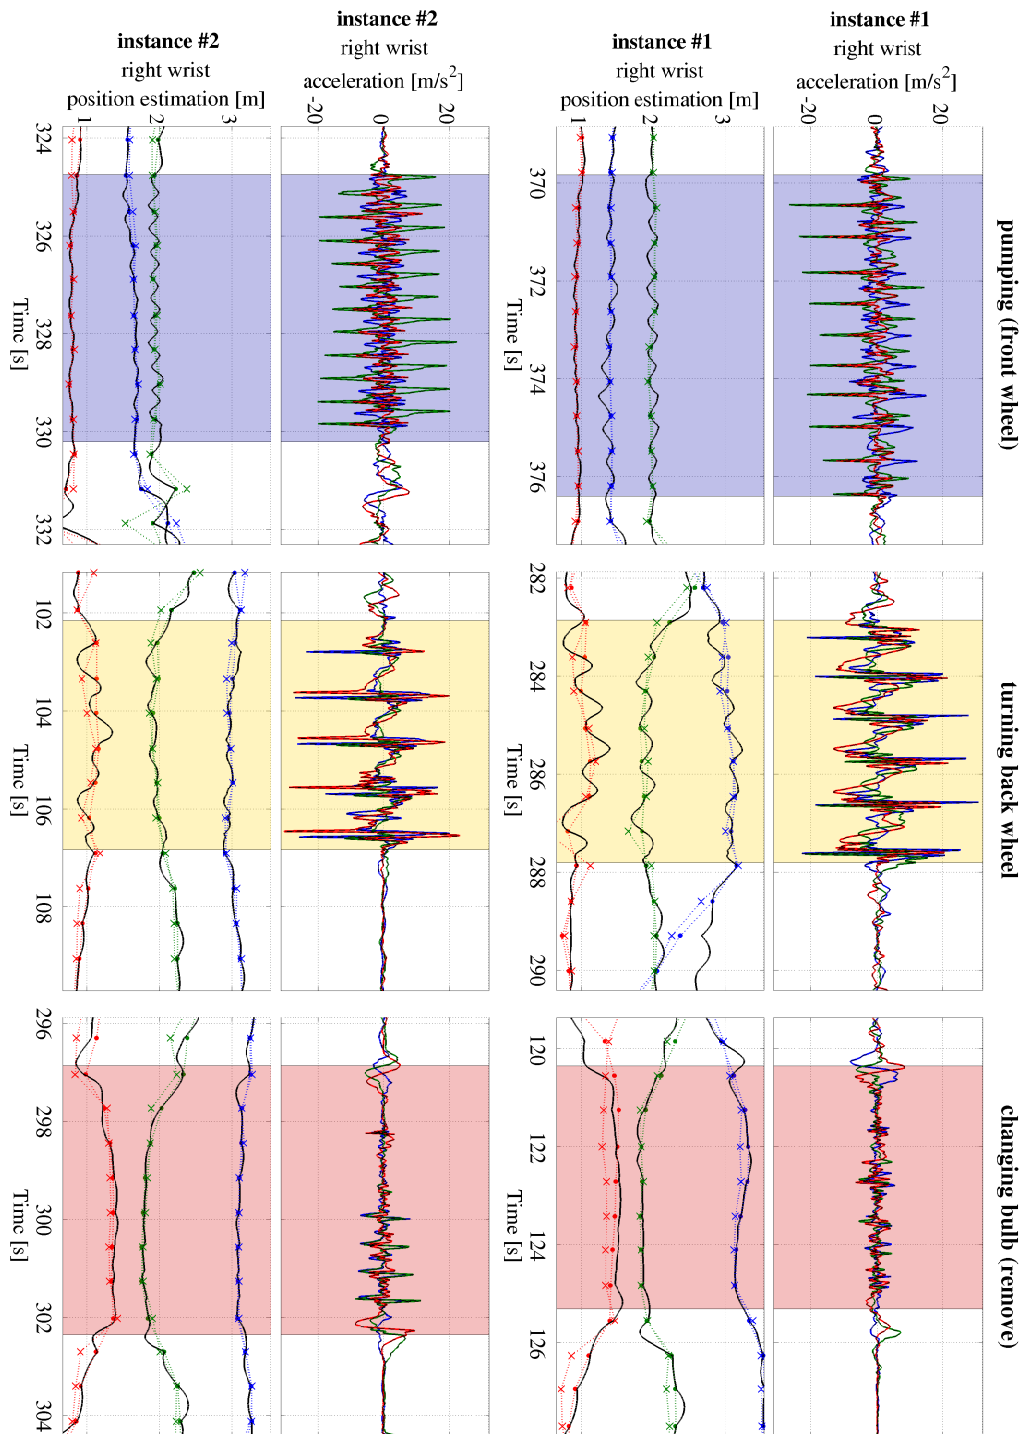 pumping (front wheel)
turning back wheel
changing bulb (remove)
instance #1
right wrist
acceleration [m/s²]
20
0
-20
instance #1
right wrist
position estimation [m]
3
2
1
370
372
374
376
Time [s]
282
284
286
288
290
Time [s]
120
122
124
126
Time [s]
instance #2
right wrist
acceleration [m/s²]
20
0
-20
instance #2
right wrist
position estimation [m]
3
2
1
324
326
328
330
332
Time [s]
102
104
106
108
Time [s]
296
298
300
302
304
Time [s]